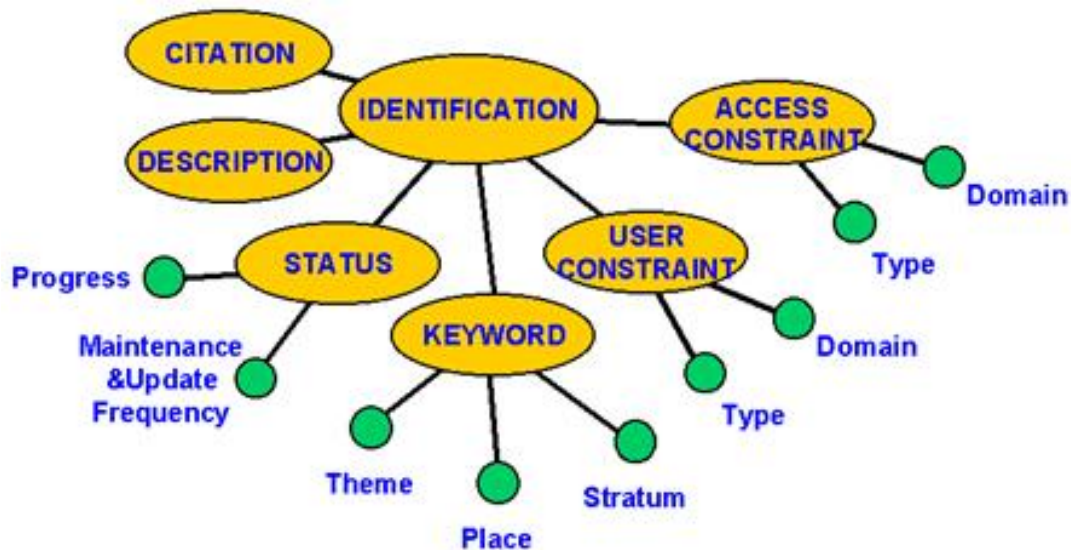 CITATION
IDENTIFICATION
ACCESS
CONSTRAINT
DESCRIPTION
Domain
USER
CONSTRAINT
Type
STATUS
Progress
KEYWORD
Domain
Maintenance
&Update
Frequency
Type
Theme
Stratum
Place